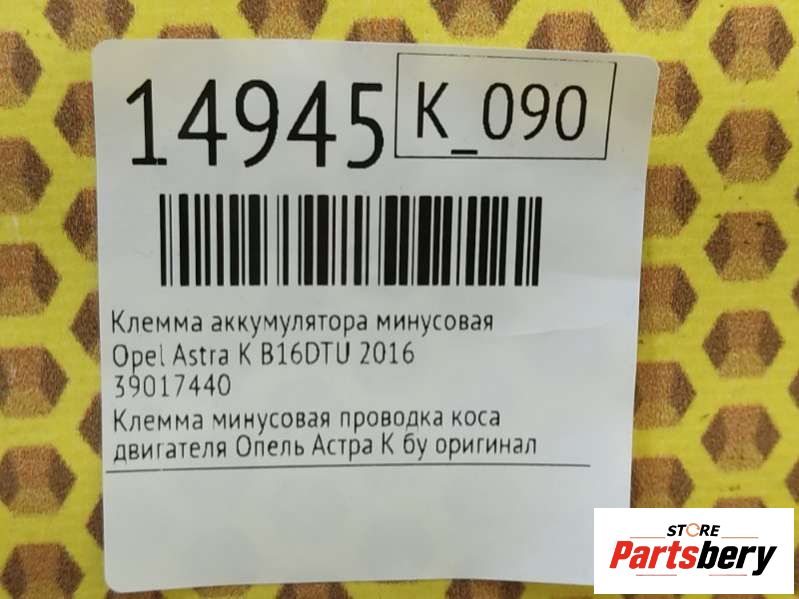 14945
K_090
Клемма аккумулятора минусовая
Opel Astra K B16DTU 2016
39017440
Клемма минусовая проводка коса
двигателя Опель Астра К бу оригинал
STORE
Partsbery